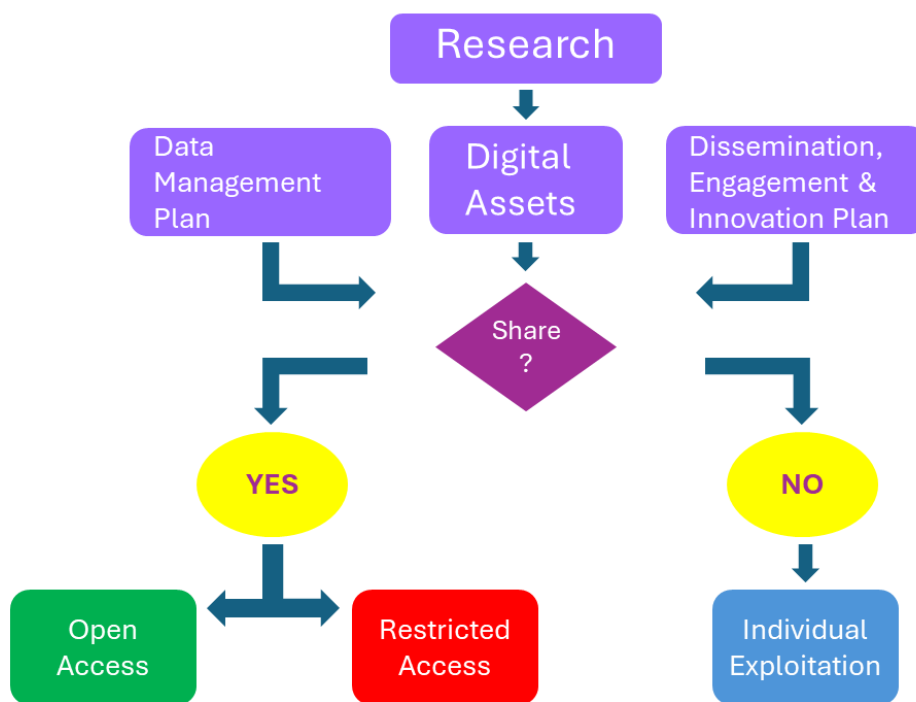 Research
Data
Management
Plan
Digital
Assets
Dissemination,
Engagement &
Innovation Plan
Share
?
YES
NO
Open
Access
Restricted
Access
Individual
Exploitation